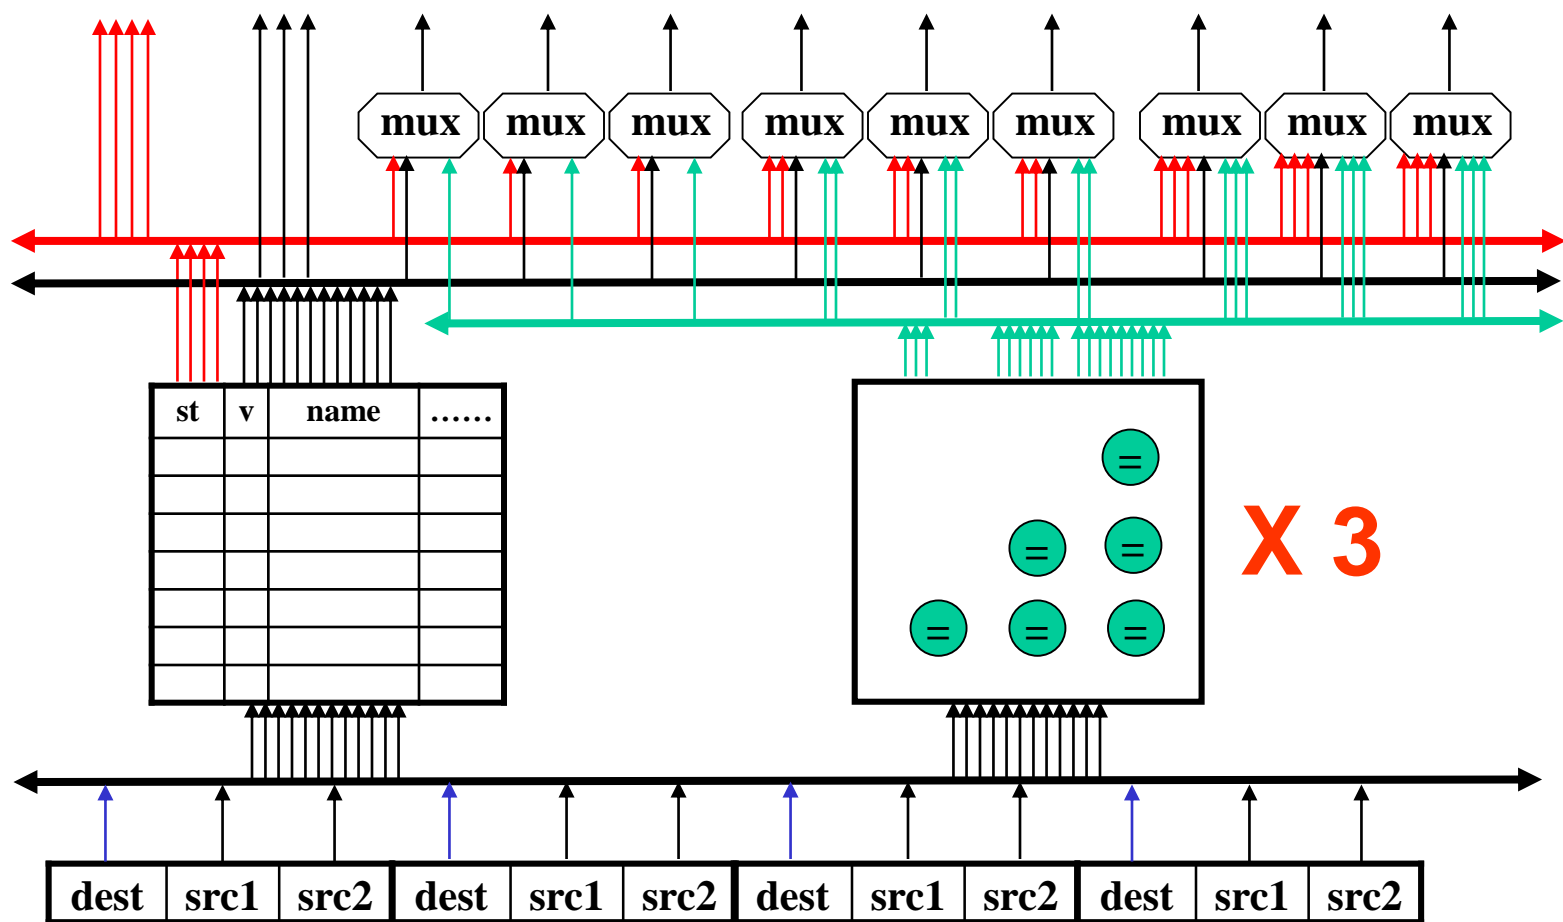 mux mux mux mux mux mux mux mux mux
st v name ......
=
= =
= = =
X 3
dest src1 src2 dest src1 src2 dest src1 src2 dest src1 src2